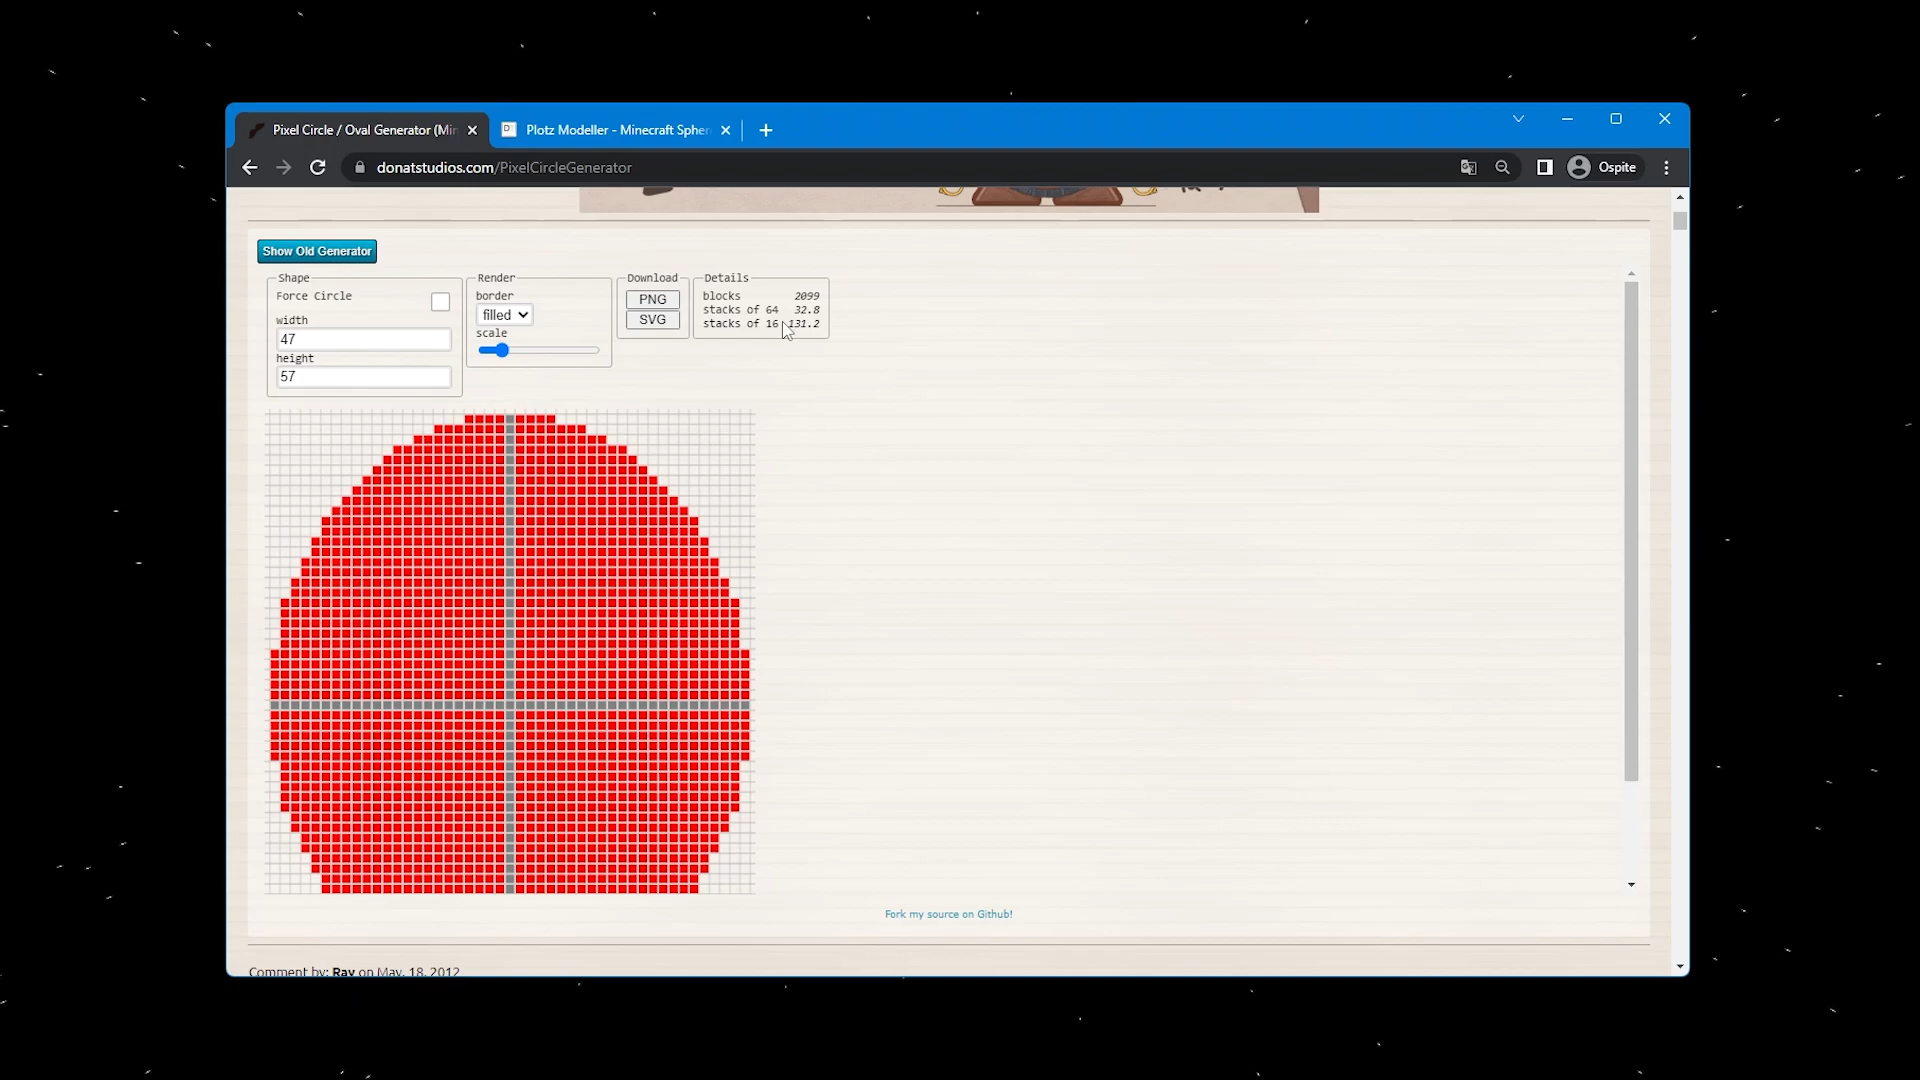 Pixel Circle / Oval Generator (Min
Plotz Modeller - Minecraft Spher
donatstudios.com/PixelCircleGenerator
Ospite
Show Old Generator
Shape
Force Circle
width
47
height
57
Render
border
filled
scale
Download
PNG
SVG
Details
blocks 2099
stacks of 64 32.8
stacks of 16 131.2
Fork my source on Github!
Comment by: Ray on May, 18, 2012